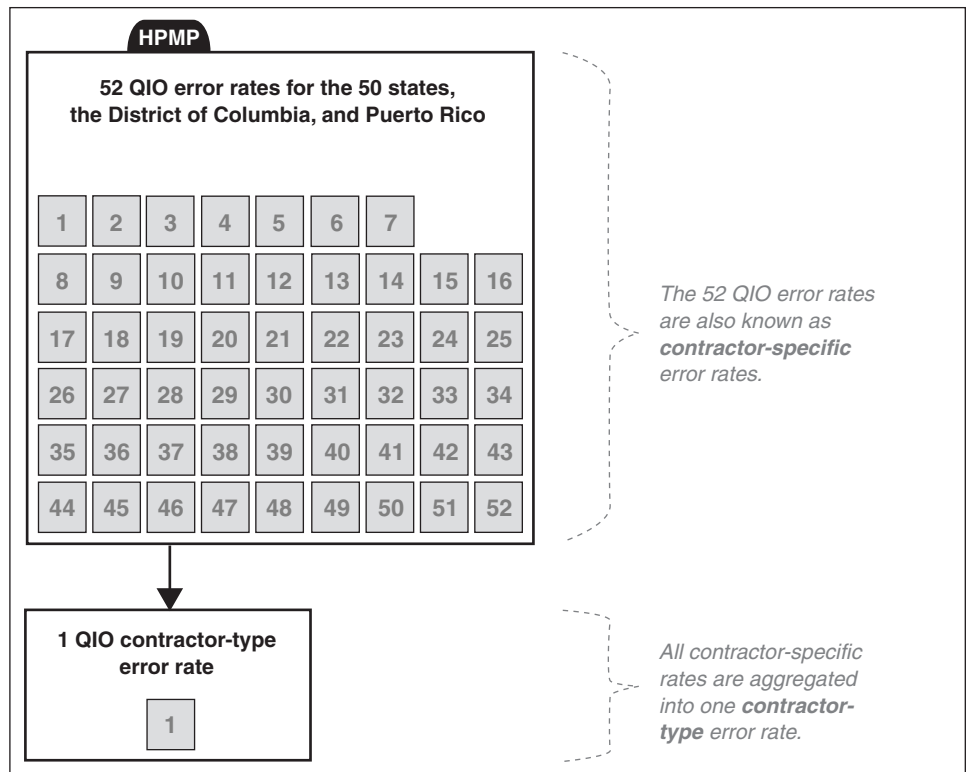 HPMP
52 QIO error rates for the 50 states,
the District of Columbia, and Puerto Rico
1 2 3 4 5 6 7
8 9 10 11 12 13 14 15 16
17 18 19 20 21 22 23 24 25
26 27 28 29 30 31 32 33 34
35 36 37 38 39 40 41 42 43
44 45 46 47 48 49 50 51 52
The 52 QIO error rates
are also known as
contractor-specific
error rates.
1 QIO contractor-type
error rate
1
All contractor-specific
rates are aggregated
into one contractor-
type error rate.